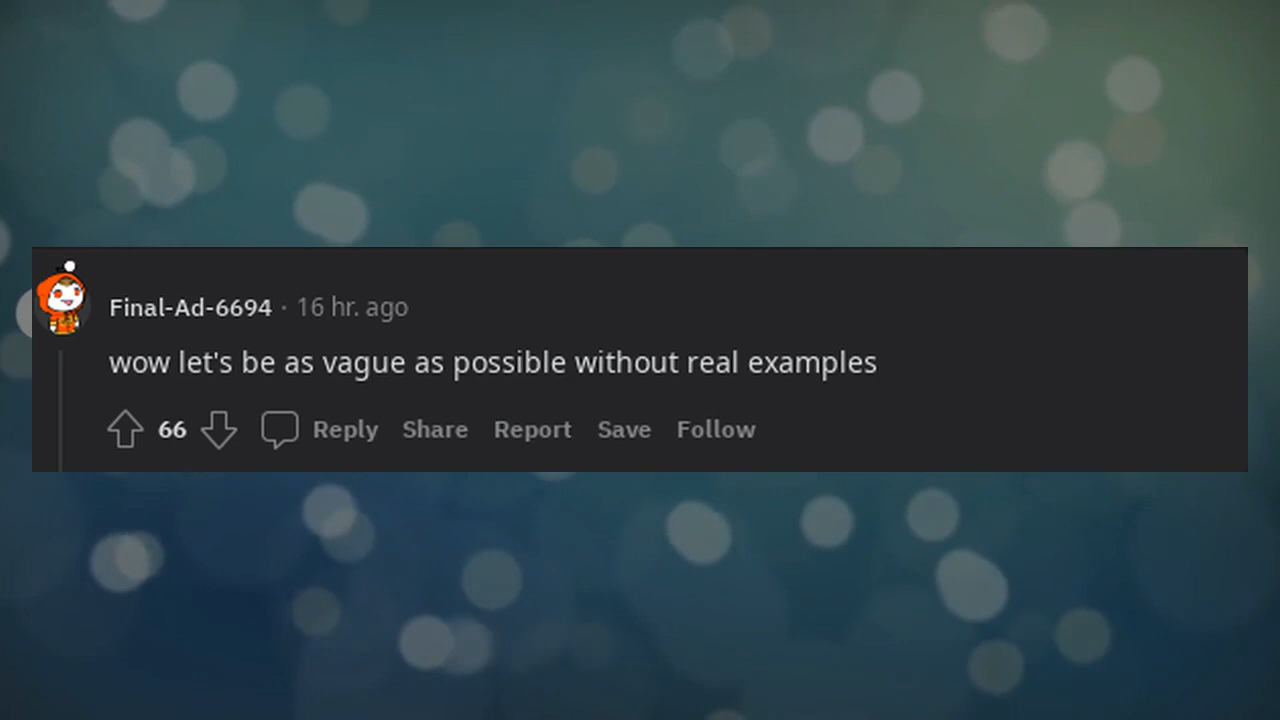 Final-Ad-6694 · 16 hr. ago
wow let's be as vague as possible without real examples
66 Reply Share Report Save Follow